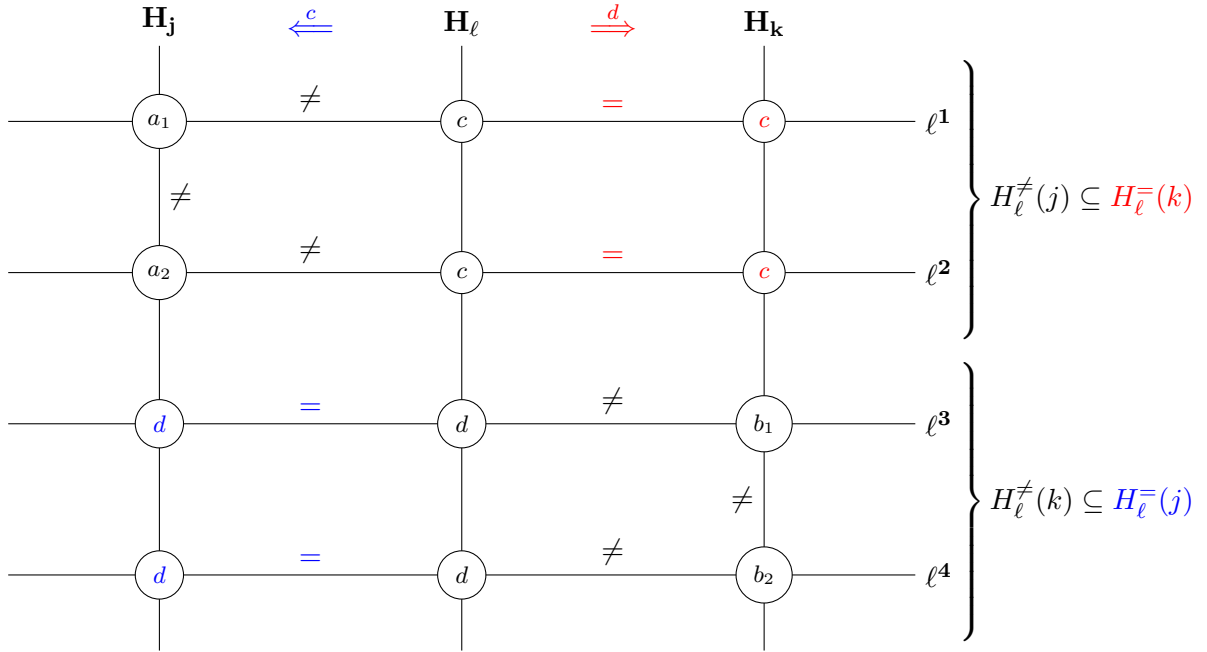 H_j ⟸^c H_ℓ ⟹^d H_k
≠ =
a₁ c c ℓ¹
≠ H_ℓ^≠(j) ⊆ H_ℓ^=(k)
≠ =
a₂ c c ℓ²
= ≠
d d b₁ ℓ³
≠ H_ℓ^≠(k) ⊆ H_ℓ^=(j)
= ≠
d d b₂ ℓ⁴